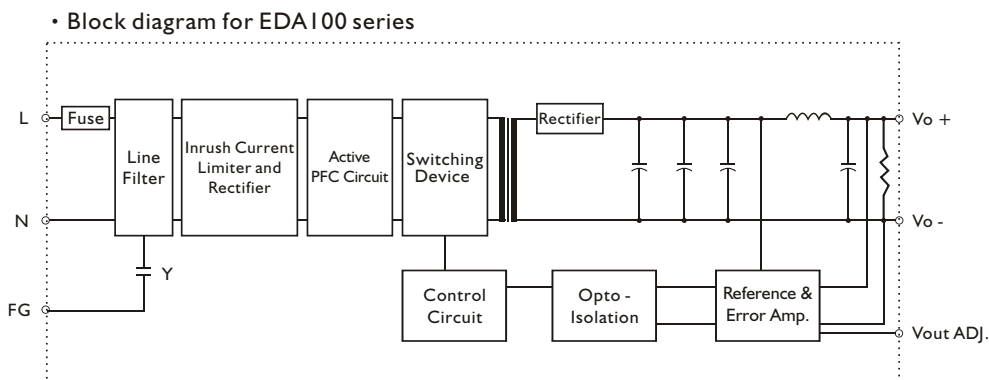 • Block diagram for EDA100 series
L
Fuse
Line
Filter
Inrush Current
Limiter and
Rectifier
Active
PFC Circuit
Switching
Device
Rectifier
Vo +
N
Vo -
Y
FG
Control
Circuit
Opto -
Isolation
Reference &
Error Amp.
Vout ADJ.